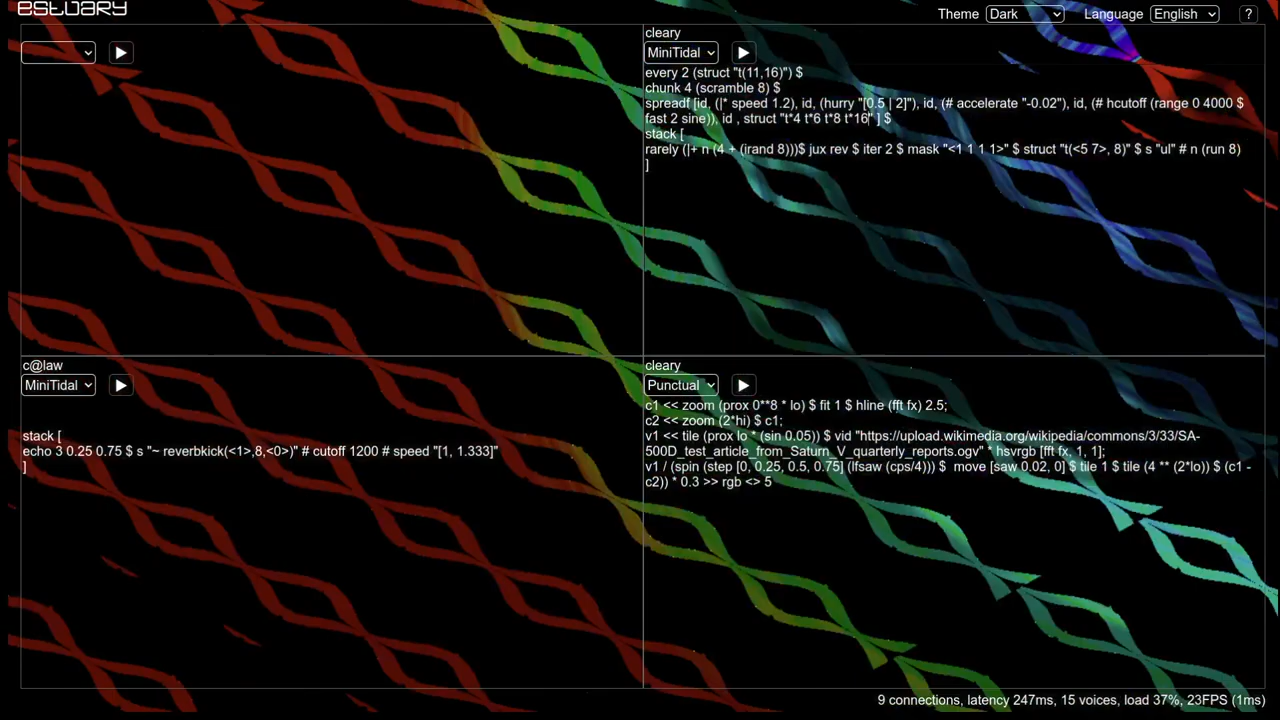 estuary
Theme Dark Language English ?
cleary
MiniTidal
every 2 (struct "t(11,16)") $
chunk 4 (scramble 8) $
spreadf [id, (|* speed 1.2), id, (hurry "[0.5 | 2]"), id, (# accelerate "-0.02"), id, (# hcutoff (range 0 4000 $
fast 2 sine)), id , struct "t*4 t*6 t*8 t*16" ] $
stack [
rarely (|+ n (4 + (irand 8)))$ jux rev $ iter 2 $ mask "<1 1 1 1>" $ struct "t(<5 7>, 8)" $ s "ul" # n (run 8)
]
c@law
MiniTidal
stack [
echo 3 0.25 0.75 $ s "~ reverbkick(<1>,8,<0>)" # cutoff 1200 # speed "[1, 1.333]"
]
cleary
Punctual
c1 << zoom (prox 0**8 * lo) $ fit 1 $ hline (fft fx) 2.5;
c2 << zoom (2*hi) $ c1;
v1 << tile (prox lo * (sin 0.05)) $ vid "https://upload.wikimedia.org/wikipedia/commons/3/33/SA-
500D_test_article_from_Saturn_V_quarterly_reports.ogv" * hsvrgb [fft fx, 1, 1];
v1 / (spin (step [0, 0.25, 0.5, 0.75] (lfsaw (cps/4))) $ move [saw 0.02, 0] $ tile 1 $ tile (4 ** (2*lo)) $ (c1 -
c2)) * 0.3 >> rgb <> 5
9 connections, latency 247ms, 15 voices, load 37%, 23FPS (1ms)